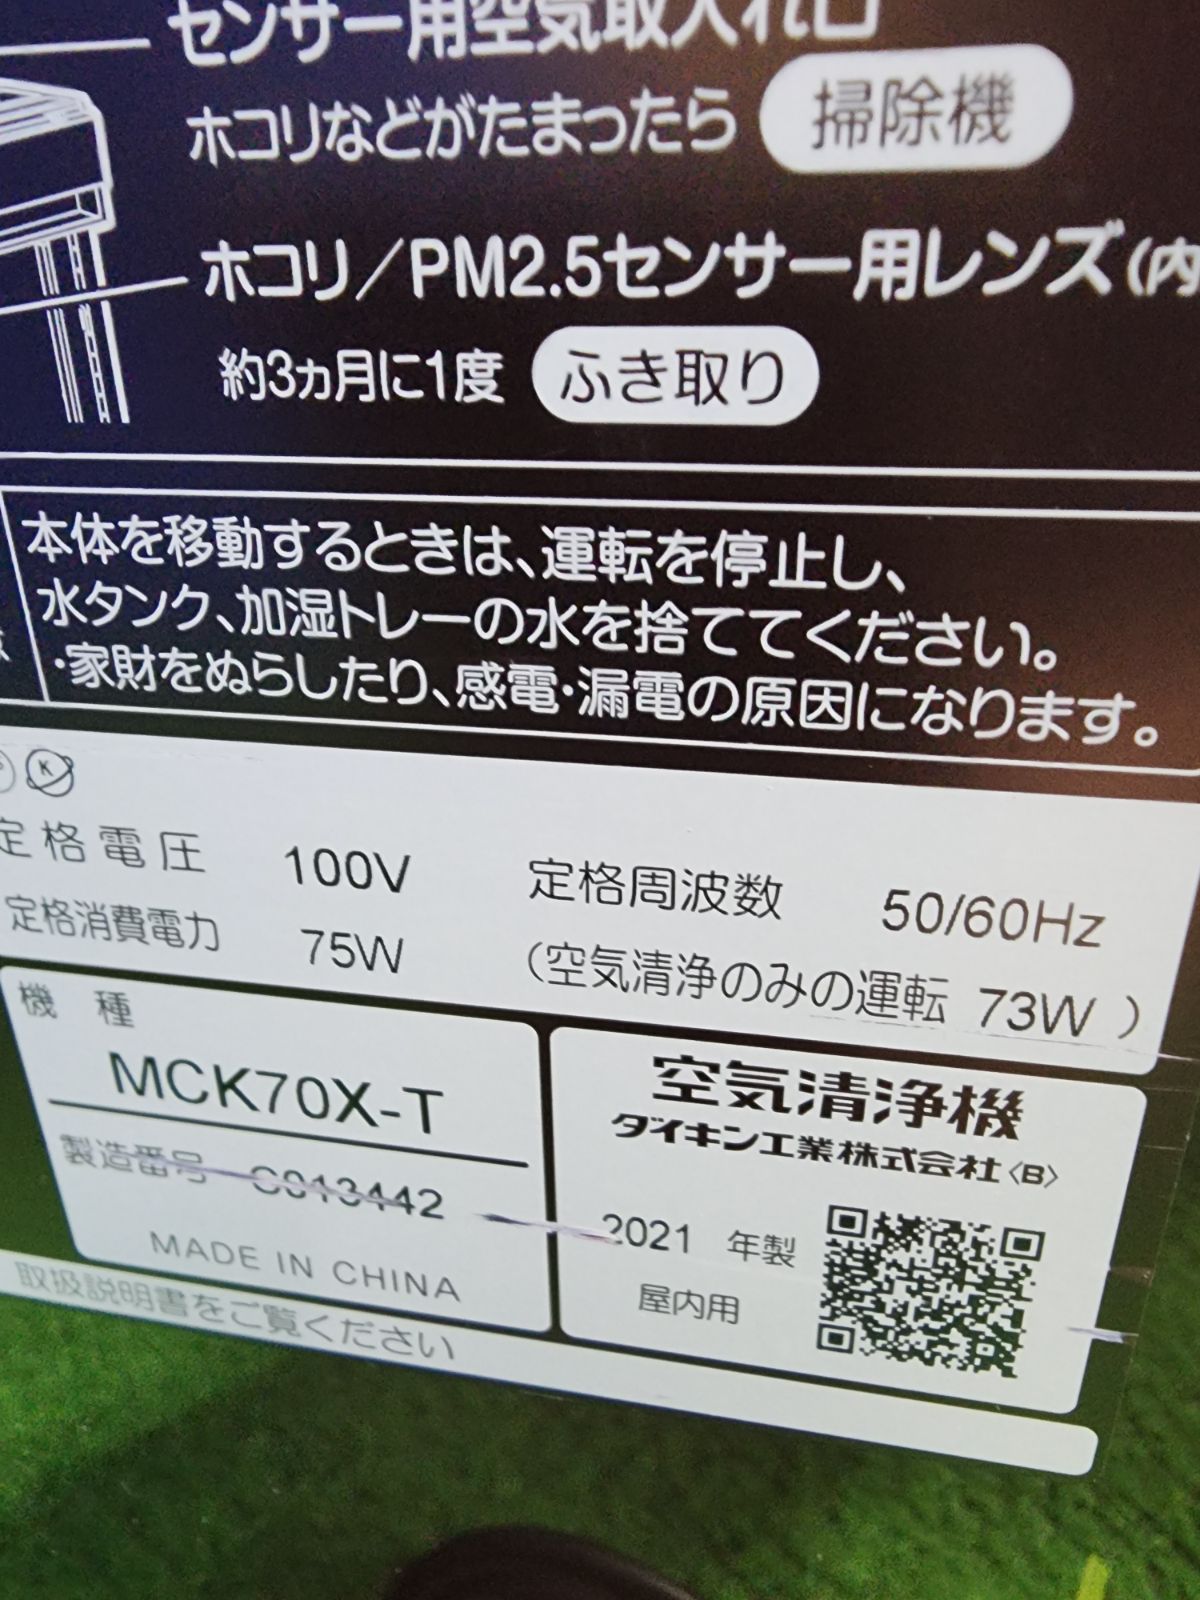 センサー用空気取入れ口
ホコリなどがたまったら 掃除機
ホコリ／PM2.5センサー用レンズ(内
約3ヵ月に1度 ふき取り
本体を移動するときは、運転を停止し、
水タンク、加湿トレーの水を捨ててください。
・家財をぬらしたり、感電・漏電の原因になります。
K
定格電圧 100V 定格周波数 50/60Hz
定格消費電力 75W (空気清浄のみの運転 73W )
機 種
MCK70X-T
製造番号 C013442
MADE IN CHINA
空気清浄機
ダイキン工業株式会社〈B〉
2021 年製
屋内用
取扱説明書をご覧ください